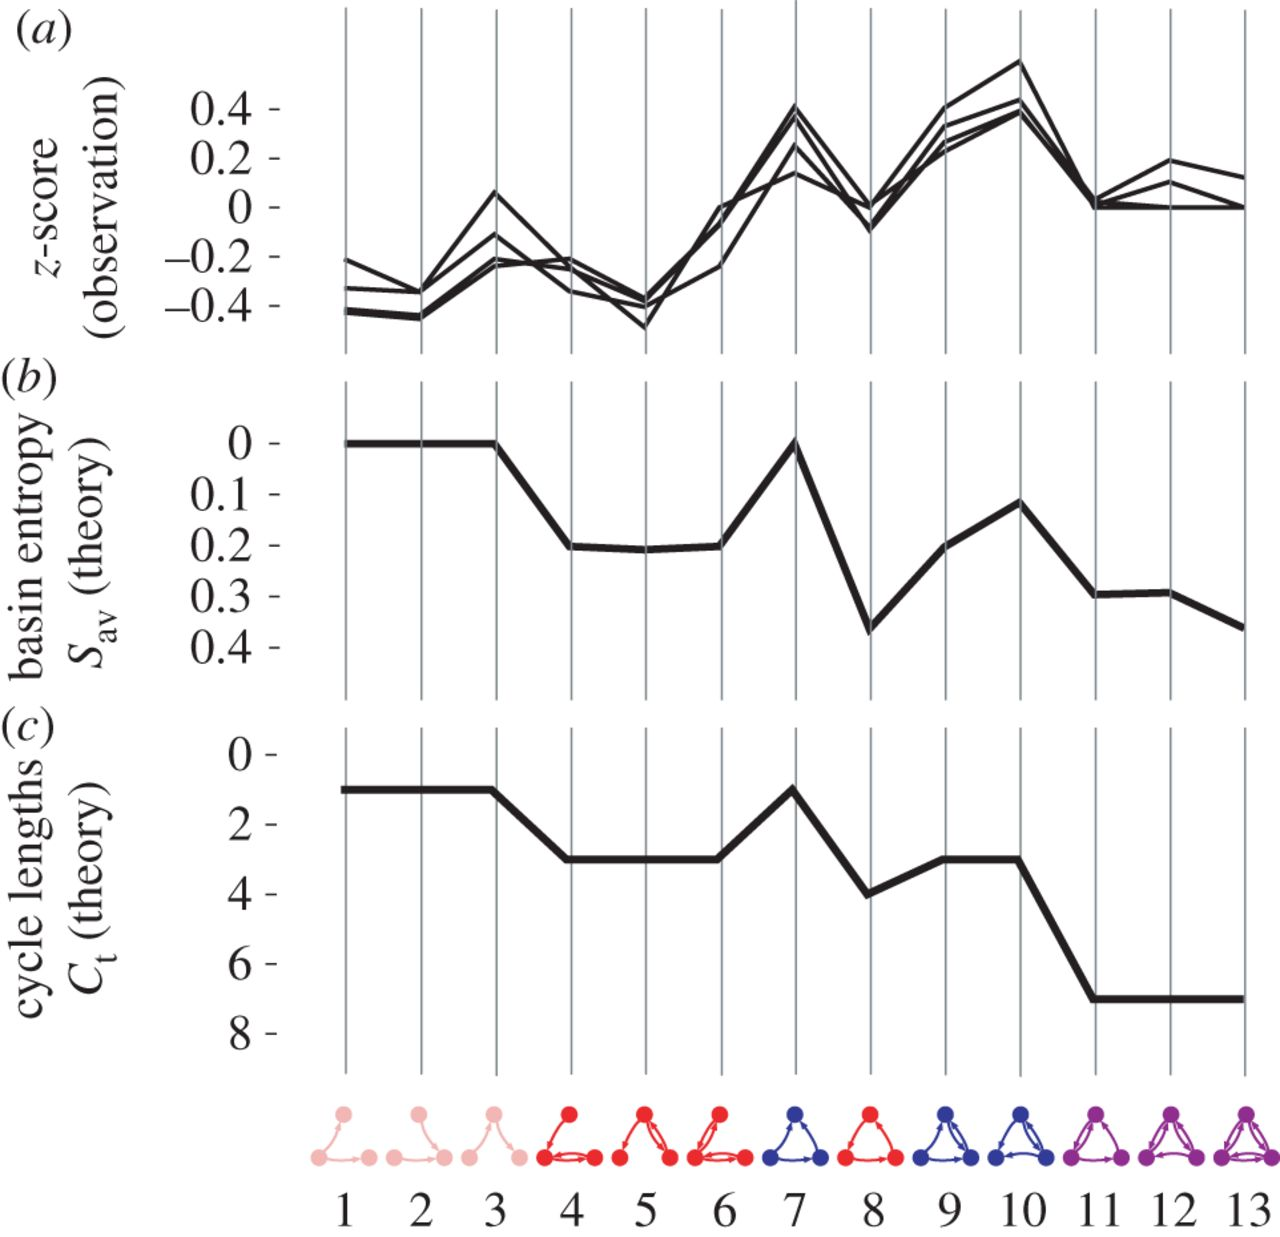 (a)
z-score
(observation)
0.4
0.2
0
–0.2
–0.4
(b)
basin entropy
Sav (theory)
0
0.1
0.2
0.3
0.4
(c)
cycle lengths
Ct (theory)
0
2
4
6
8
1 2 3 4 5 6 7 8 9 10 11 12 13